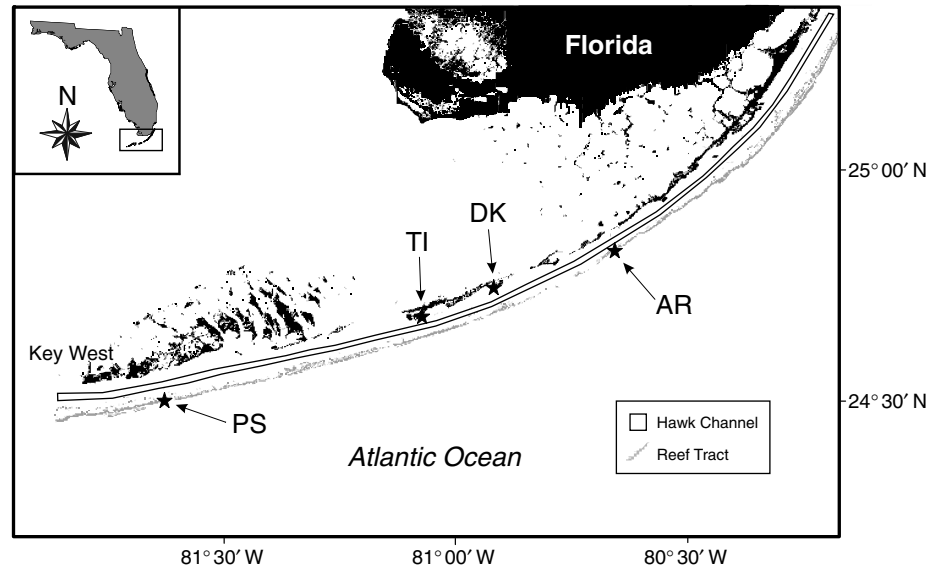 Florida
N
25°00′ N
DK
TI
AR
Key West
PS
24°30′ N
Hawk Channel
Reef Tract
Atlantic Ocean
81°30′ W
81°00′ W
80°30′ W